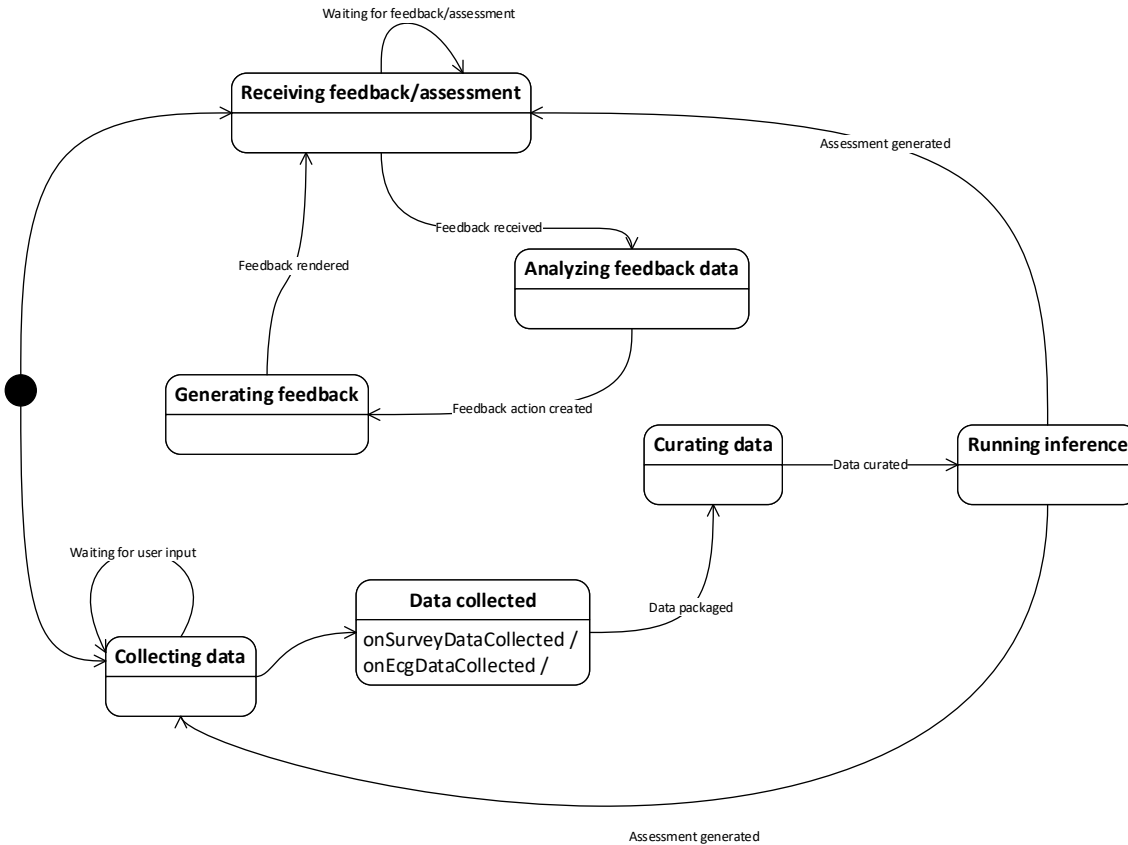 Waiting for feedback/assessment
Receiving feedback/assessment
Assessment generated
Feedback received
Feedback rendered
Analyzing feedback data
Generating feedback
Feedback action created
Curating data
Data curated
Running inference
Waiting for user input
Data collected
onSurveyDataCollected /
onEcgDataCollected /
Data packaged
Collecting data
Assessment generated